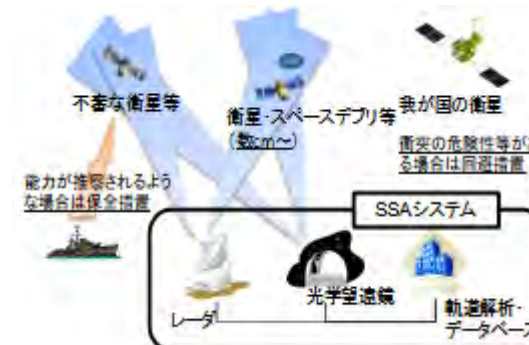 不審な衛星等
衛星・スペースデブリ等
(数cm～)
我が国の衛星
衝突の危険性等が
る場合は回避措置
能力が推察されるよう
な場合は保全措置
SSAシステム
レーダ
光学望遠鏡
軌道解析・
データベース